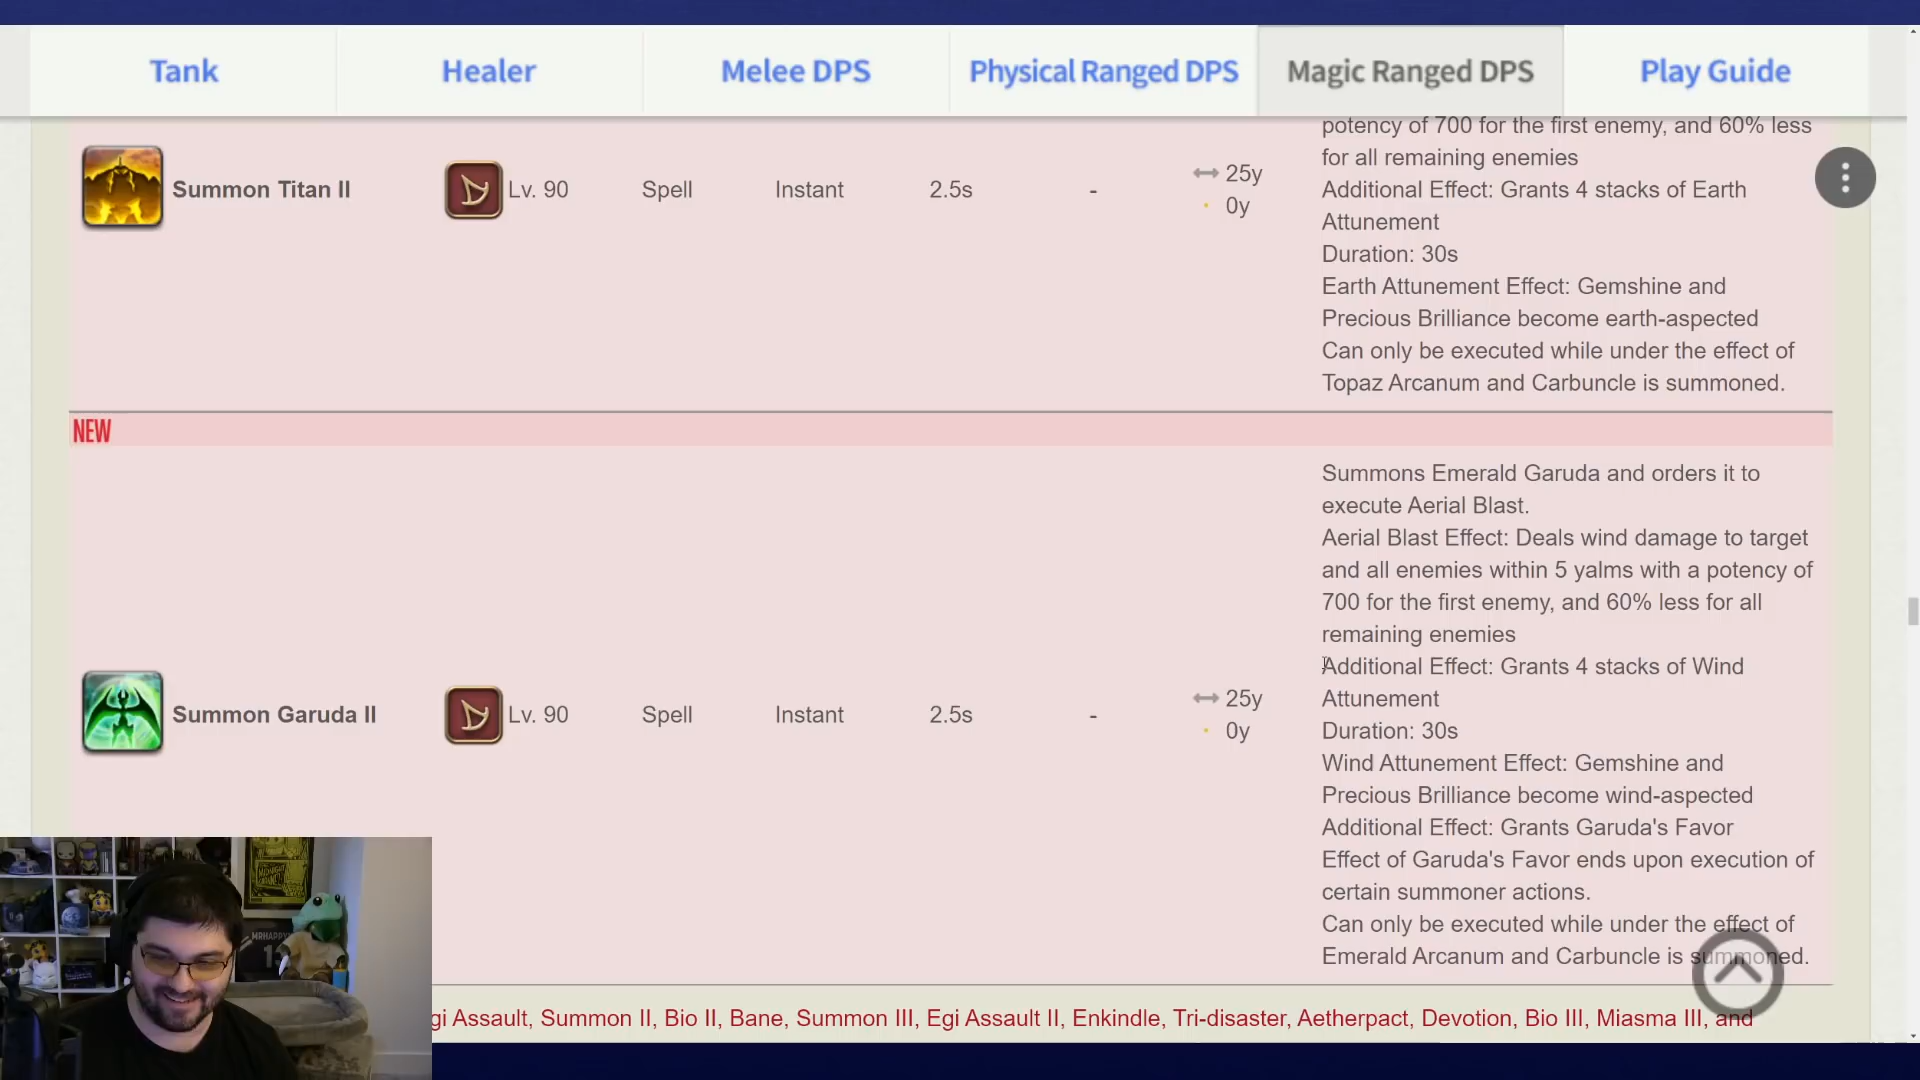 Tank
Healer
Melee DPS
Physical Ranged DPS
Magic Ranged DPS
Play Guide
potency of 700 for the first enemy, and 60% less
for all remaining enemies
Additional Effect: Grants 4 stacks of Earth
Attunement
Duration: 30s
Earth Attunement Effect: Gemshine and
Precious Brilliance become earth-aspected
Can only be executed while under the effect of
Topaz Arcanum and Carbuncle is summoned.
Summon Titan II
Lv. 90
Spell
Instant
2.5s
-
25y
0y
NEW
Summon Garuda II
Lv. 90
Spell
Instant
2.5s
-
25y
0y
Summons Emerald Garuda and orders it to
execute Aerial Blast.
Aerial Blast Effect: Deals wind damage to target
and all enemies within 5 yalms with a potency of
700 for the first enemy, and 60% less for all
remaining enemies
Additional Effect: Grants 4 stacks of Wind
Attunement
Duration: 30s
Wind Attunement Effect: Gemshine and
Precious Brilliance become wind-aspected
Additional Effect: Grants Garuda's Favor
Effect of Garuda's Favor ends upon execution of
certain summoner actions.
Can only be executed while under the effect of
Emerald Arcanum and Carbuncle is summoned.
gi Assault, Summon II, Bio II, Bane, Summon III, Egi Assault II, Enkindle, Tri-disaster, Aetherpact, Devotion, Bio III, Miasma III, and
MRHAPPY